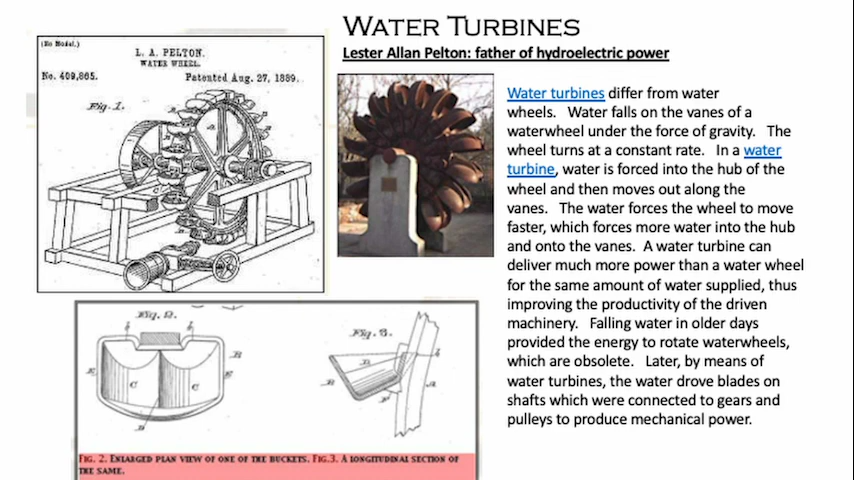 WATER TURBINES
Lester Allan Pelton: father of hydroelectric power
(No Model.)
L. A. PELTON.
WATER WHEEL.
No. 409,865.
Patented Aug. 27, 1889.
Fig. 1.
Water turbines differ from water
wheels. Water falls on the vanes of a
waterwheel under the force of gravity. The
wheel turns at a constant rate. In a water
turbine, water is forced into the hub of the
wheel and then moves out along the
vanes. The water forces the wheel to move
faster, which forces more water into the hub
and onto the vanes. A water turbine can
deliver much more power than a water wheel
for the same amount of water supplied, thus
improving the productivity of the driven
machinery. Falling water in older days
provided the energy to rotate waterwheels,
which are obsolete. Later, by means of
water turbines, the water drove blades on
shafts which were connected to gears and
pulleys to produce mechanical power.
Fig. 2.
b b
B
E E
C C
D
Fig. 3.
D
b
B
A
FIG. 2. ENLARGED PLAN VIEW OF ONE OF THE BUCKETS. FIG.3. A LONGITUDINAL SECTION OF
THE SAME.